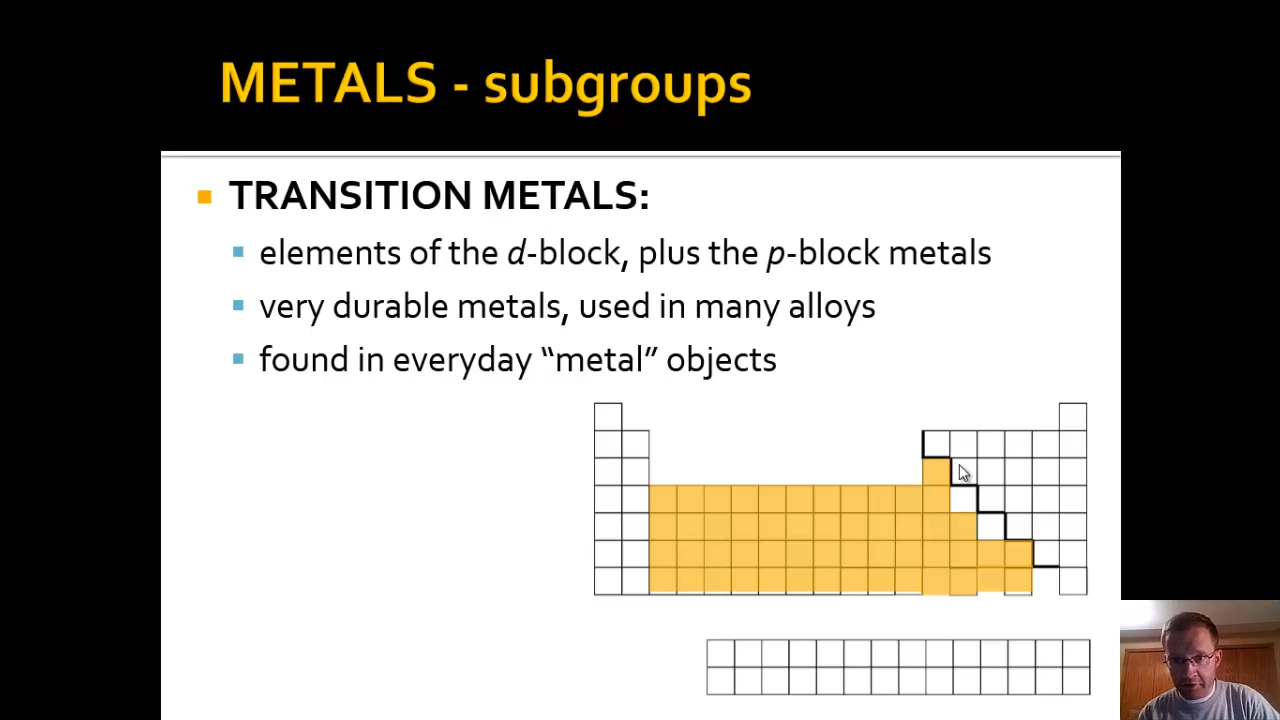 METALS - subgroups
TRANSITION METALS:
elements of the d-block, plus the p-block metals
very durable metals, used in many alloys
found in everyday “metal” objects